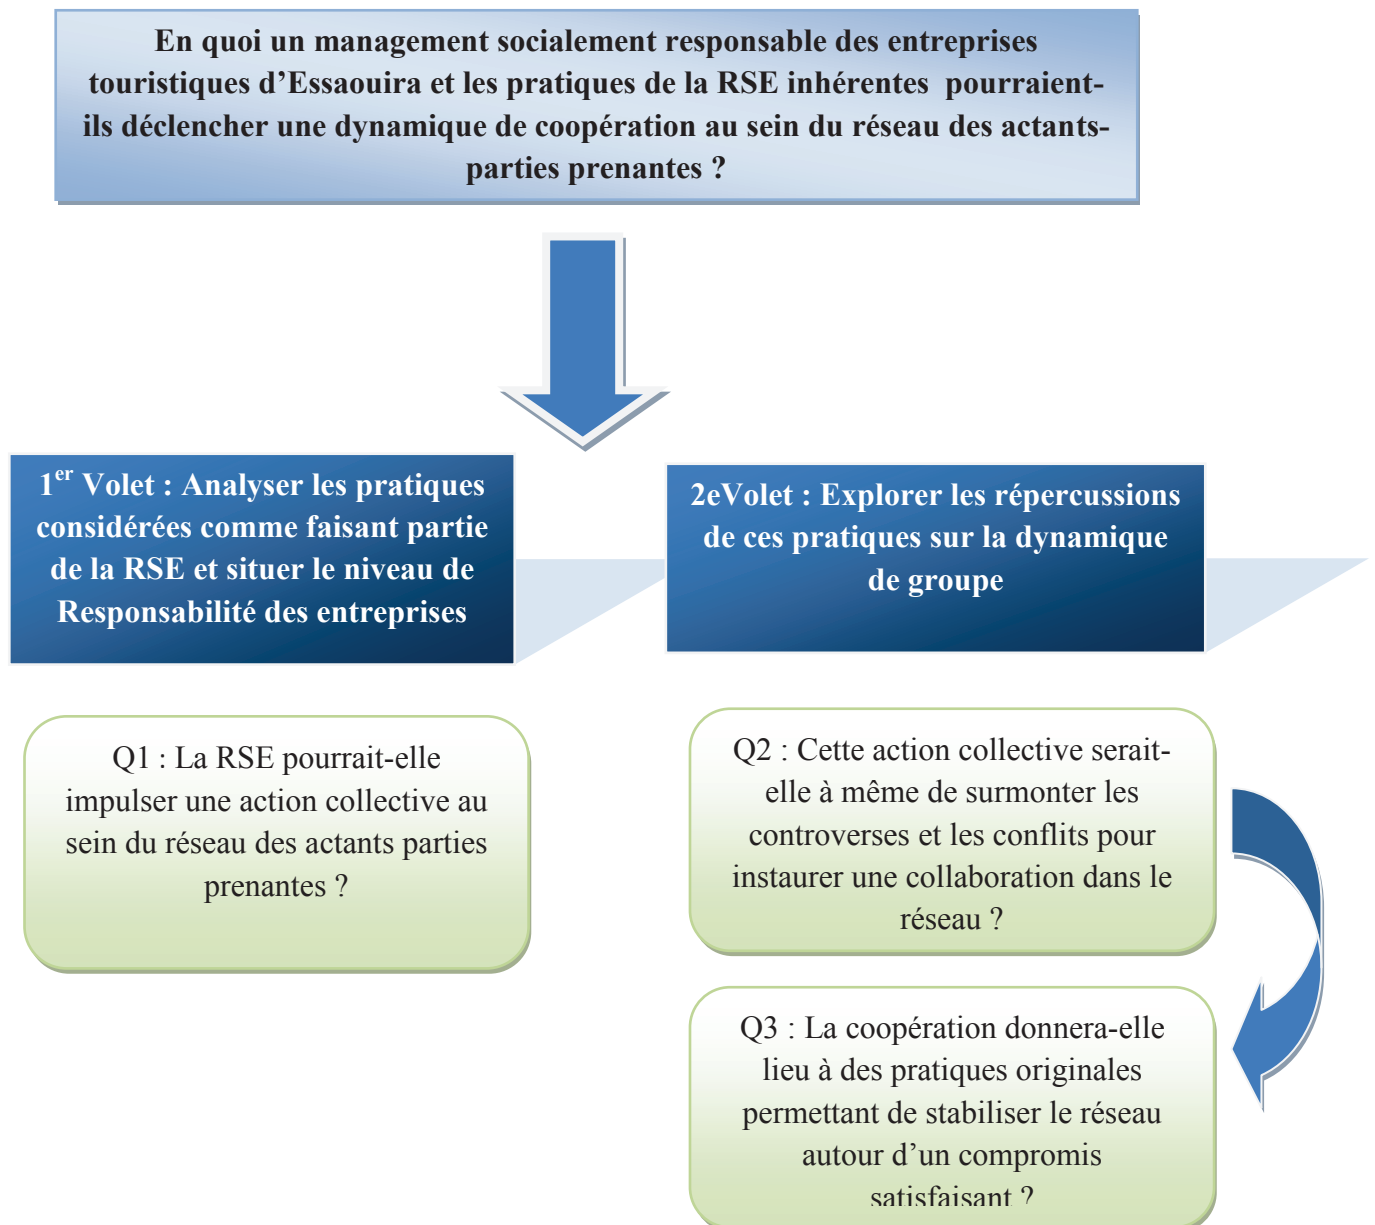 En quoi un management socialement responsable des entreprises
touristiques d’Essaouira et les pratiques de la RSE inhérentes pourraient-
ils déclencher une dynamique de coopération au sein du réseau des actants-
parties prenantes ?
1er Volet : Analyser les pratiques
considérées comme faisant partie
de la RSE et situer le niveau de
Responsabilité des entreprises
2eVolet : Explorer les répercussions
de ces pratiques sur la dynamique
de groupe
Q1 : La RSE pourrait-elle
impulser une action collective au
sein du réseau des actants parties
prenantes ?
Q2 : Cette action collective serait-
elle à même de surmonter les
controverses et les conflits pour
instaurer une collaboration dans le
réseau ?
Q3 : La coopération donnera-elle
lieu à des pratiques originales
permettant de stabiliser le réseau
autour d’un compromis
satisfaisant ?